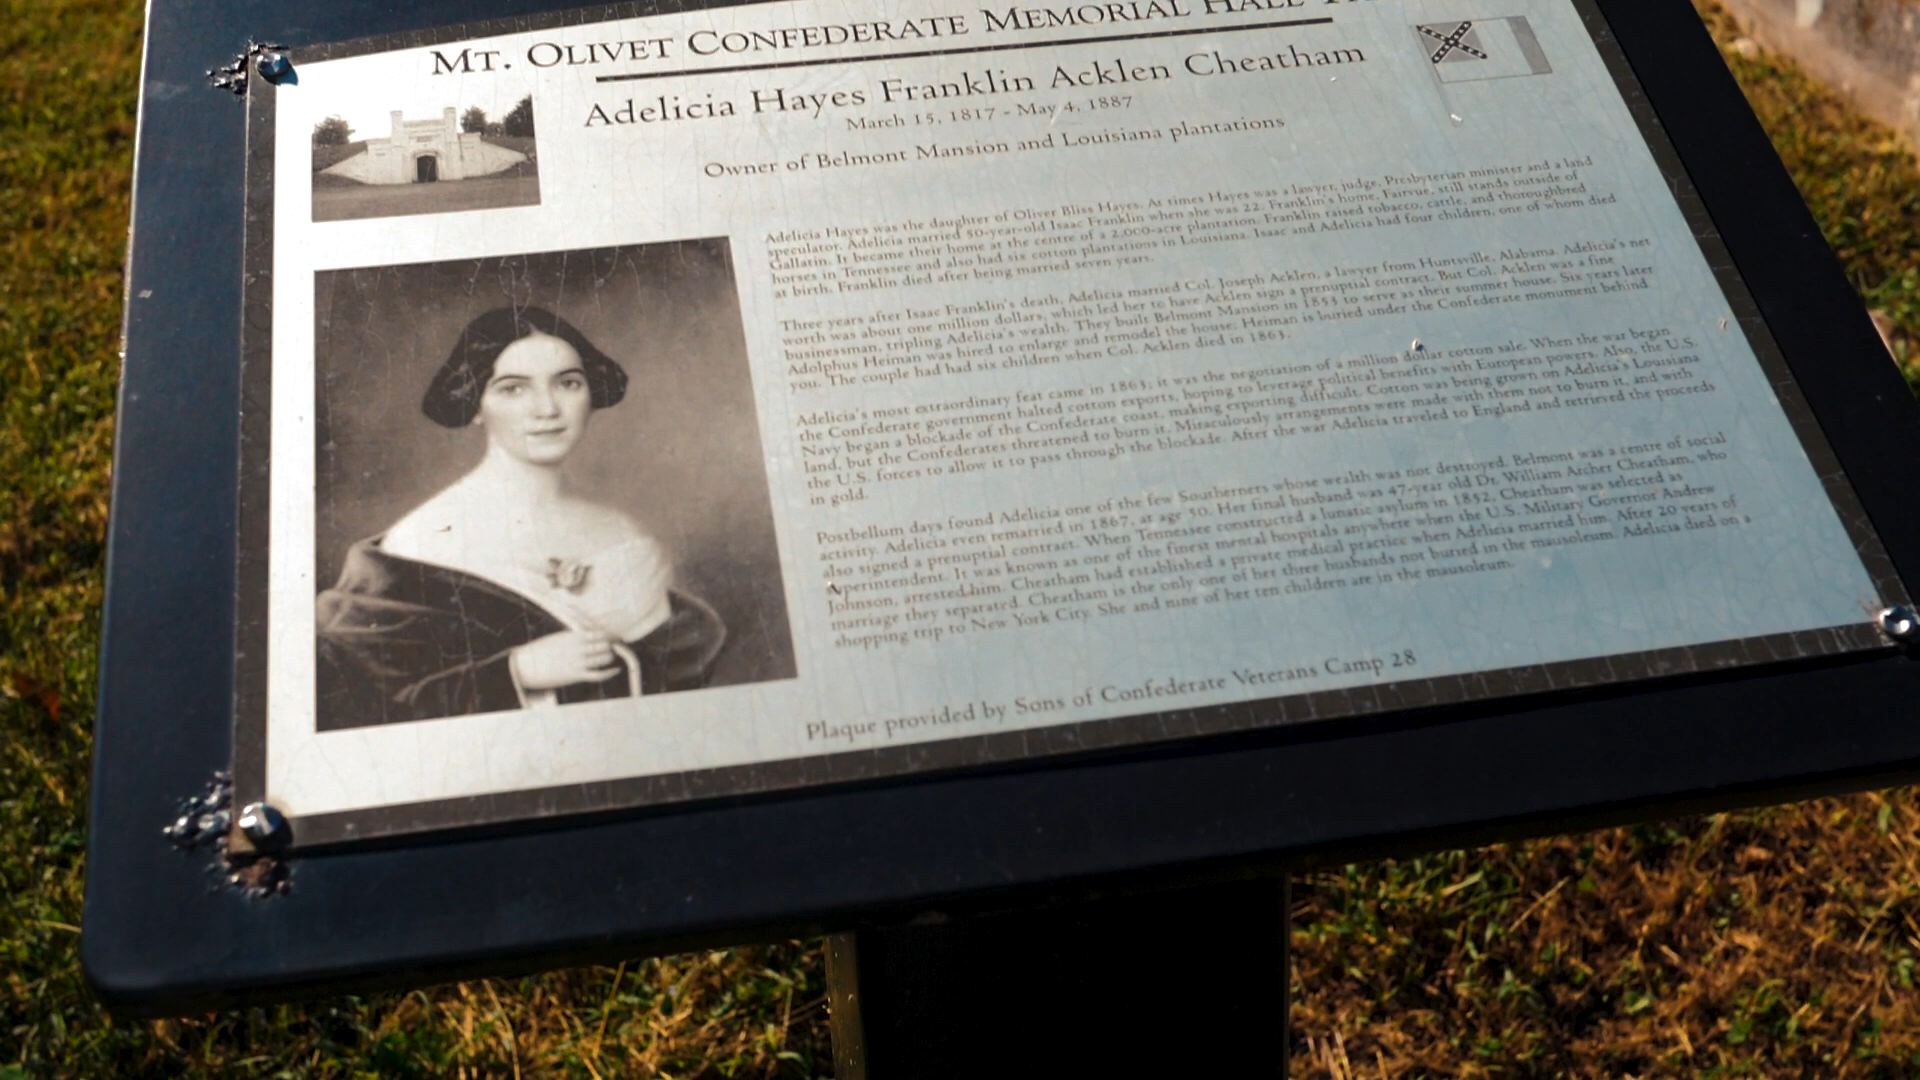 MT. OLIVET CONFEDERATE MEMORIAL HALL
Adelicia Hayes Franklin Acklen Cheatham
March 15, 1817 - May 4, 1887
Owner of Belmont Mansion and Louisiana plantations
Adelicia Hayes was the daughter of Oliver Bliss Hayes. At times Hayes was a lawyer, judge, Presbyterian minister and a land
speculator. Adelicia married 50-year-old Isaac Franklin when she was 22. Franklin's home, Fairvue, still stands outside of
Gallatin. It became their home at the centre of a 2,000-acre plantation. Franklin raised tobacco, cattle, and thoroughbred
horses in Tennessee and also had six cotton plantations in Louisiana. Isaac and Adelicia had four children, one of whom died
at birth. Franklin died after being married seven years.
Three years after Isaac Franklin's death, Adelicia married Col. Joseph Acklen, a lawyer from Huntsville, Alabama. Adelicia's net
worth was about one million dollars, which led her to have Acklen sign a prenuptial contract. But Col. Acklen was a fine
businessman, tripling Adelicia's wealth. They built Belmont Mansion in 1853 to serve as their summer house. Six years later
Adolphus Heiman was hired to enlarge and remodel the house; Heiman is buried under the Confederate monument behind
you. The couple had had six children when Col. Acklen died in 1863.
Adelicia's most extraordinary feat came in 1863; it was the negotiation of a million dollar cotton sale. When the war began
the Confederate government halted cotton exports, hoping to leverage political benefits with European powers. Also, the U.S.
Navy began a blockade of the Confederate coast, making exporting difficult. Cotton was being grown on Adelicia's Louisiana
land, but the Confederates threatened to burn it. Miraculously arrangements were made with them not to burn it, and with
the U.S. forces to allow it to pass through the blockade. After the war Adelicia traveled to England and retrieved the proceeds
in gold.
Postbellum days found Adelicia one of the few Southerners whose wealth was not destroyed. Belmont was a centre of social
activity. Adelicia even remarried in 1867, at age 50. Her final husband was 47-year old Dr. William Archer Cheatham, who
also signed a prenuptial contract. When Tennessee constructed a lunatic asylum in 1852, Cheatham was selected as
superintendent. It was known as one of the finest mental hospitals anywhere when the U.S. Military Governor Andrew
Johnson, arrested him. Cheatham had established a private medical practice when Adelicia married him. After 20 years of
marriage they separated. Cheatham is the only one of her three husbands not buried in the mausoleum. Adelicia died on a
shopping trip to New York City. She and nine of her ten children are in the mausoleum.
Plaque provided by Sons of Confederate Veterans Camp 28